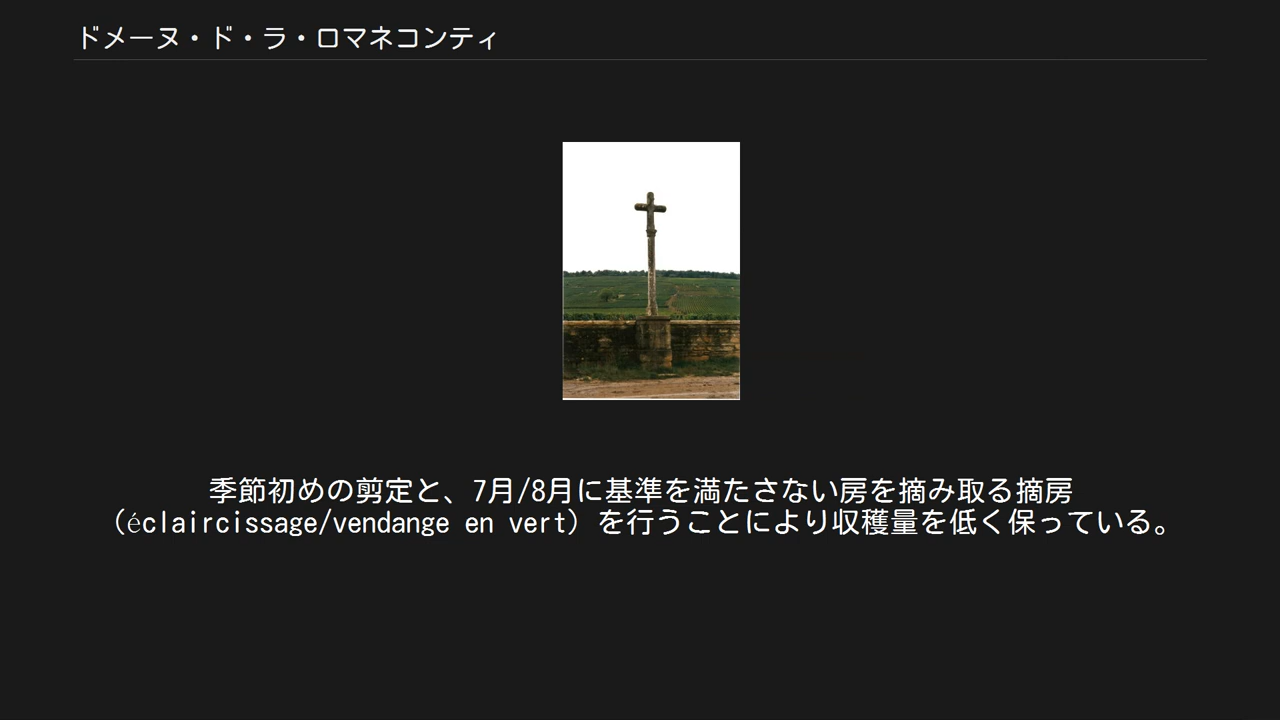 ドメーヌ・ド・ラ・ロマネコンティ
季節初めの剪定と、7月/8月に基準を満たさない房を摘み取る摘房
（éclaircissage/vendange en vert）を行うことにより収穫量を低く保っている。